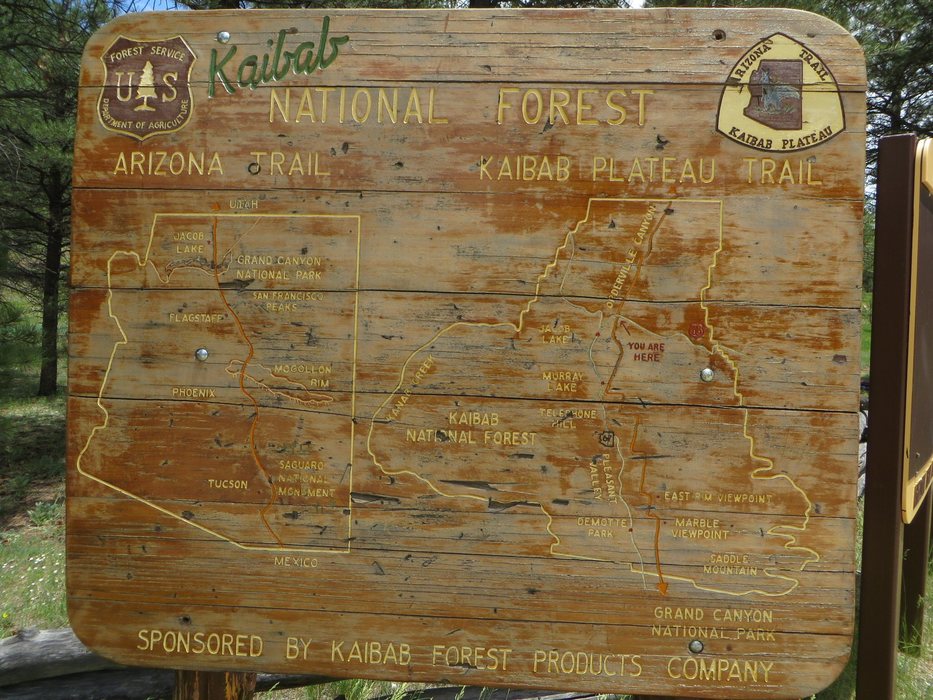 FOREST SERVICE
U S
DEPARTMENT OF AGRICULTURE
Kaibab
NATIONAL FOREST
ARIZONA TRAIL
KAIBAB PLATEAU
ARIZONA TRAIL
KAIBAB PLATEAU TRAIL
UTAH
JACOB
LAKE
GRAND CANYON
NATIONAL PARK
SAN FRANCISCO
PEAKS
FLAGSTAFF
MOGOLLON
RIM
PHOENIX
SAGUARO
NATIONAL
MONUMENT
TUCSON
MEXICO
JACOB
LAKE
YOU ARE
HERE
MURRAY
LAKE
KANAB CREEK
TELEPHONE
HILL
KAIBAB
NATIONAL FOREST
PLEASANT
VALLEY
EAST RIM VIEWPOINT
DEMOTTE
PARK
MARBLE
VIEWPOINT
SADDLE
MOUNTAIN
GRAND CANYON
NATIONAL PARK
SPONSORED BY KAIBAB FOREST PRODUCTS COMPANY